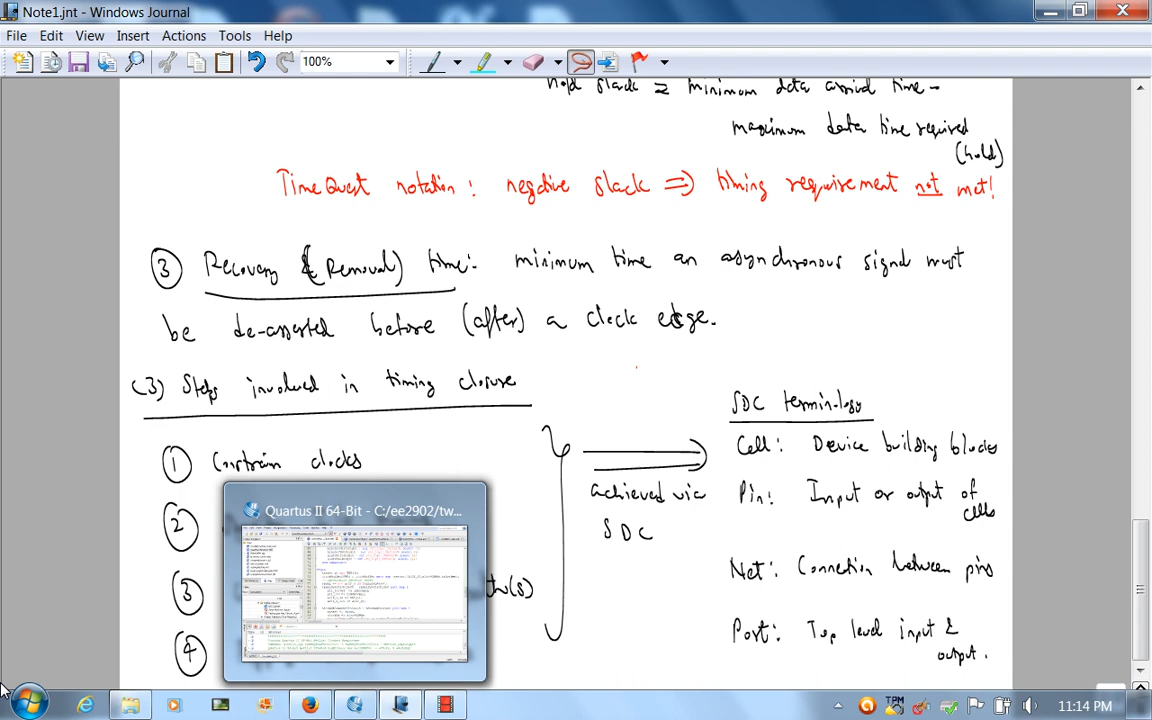 Note1.jnt - Windows Journal
File Edit View Insert Actions Tools Help
100%
hold slack = minimum data arrival time -
maximum data time required
(hold)
TimeQuest notation: negative slack => timing requirement not met!
③ Recovery (Removal) time: minimum time an asynchronous signal must
be de-asserted before (after) a clock edge.
(3) Steps involved in timing closure
① Constrain clocks
②
③
④
achieved via
SDC
SDC terminology
Cell: Device building blocks
Pin: Input or output of
cells
Net: Connection between pins
Port: Top level input &
output.
Quartus II 64-Bit - C:/ee2902/tw...
11:14 PM